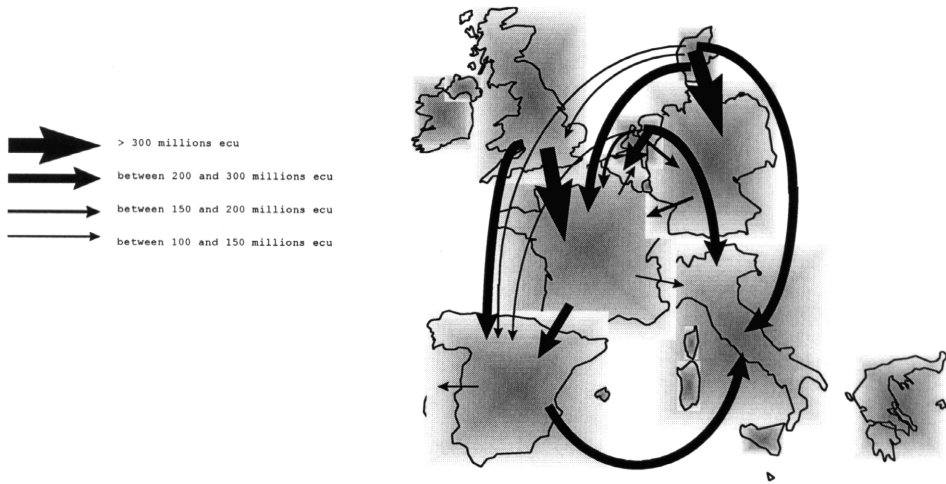 > 300 millions ecu
between 200 and 300 millions ecu
between 150 and 200 millions ecu
between 100 and 150 millions ecu